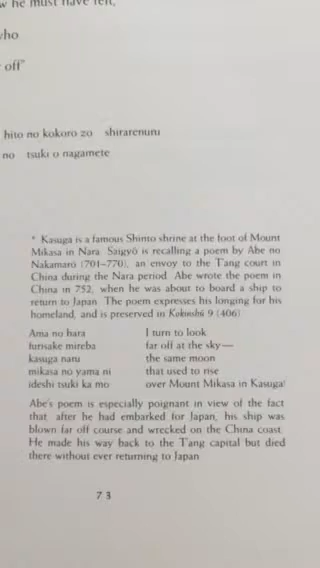 he must have felt,
who
off"
hito no kokoro zo shirarenuru
no tsuki o nagamete
* Kasuga is a famous Shinto shrine at the foot of Mount
Mikasa in Nara. Saigyō is recalling a poem by Abe no
Nakamaro (701–770), an envoy to the T'ang court in
China during the Nara period. Abe wrote the poem in
China in 752, when he was about to board a ship to
return to Japan. The poem expresses his longing for his
homeland, and is preserved in Kokinshū 9 (406)
Ama no hara I turn to look
furisake mireba far off at the sky—
kasuga naru the same moon
mikasa no yama ni that used to rise
ideshi tsuki ka mo over Mount Mikasa in Kasuga!
Abe's poem is especially poignant in view of the fact
that, after he had embarked for Japan, his ship was
blown far off course and wrecked on the China coast.
He made his way back to the T'ang capital but died
there without ever returning to Japan
73